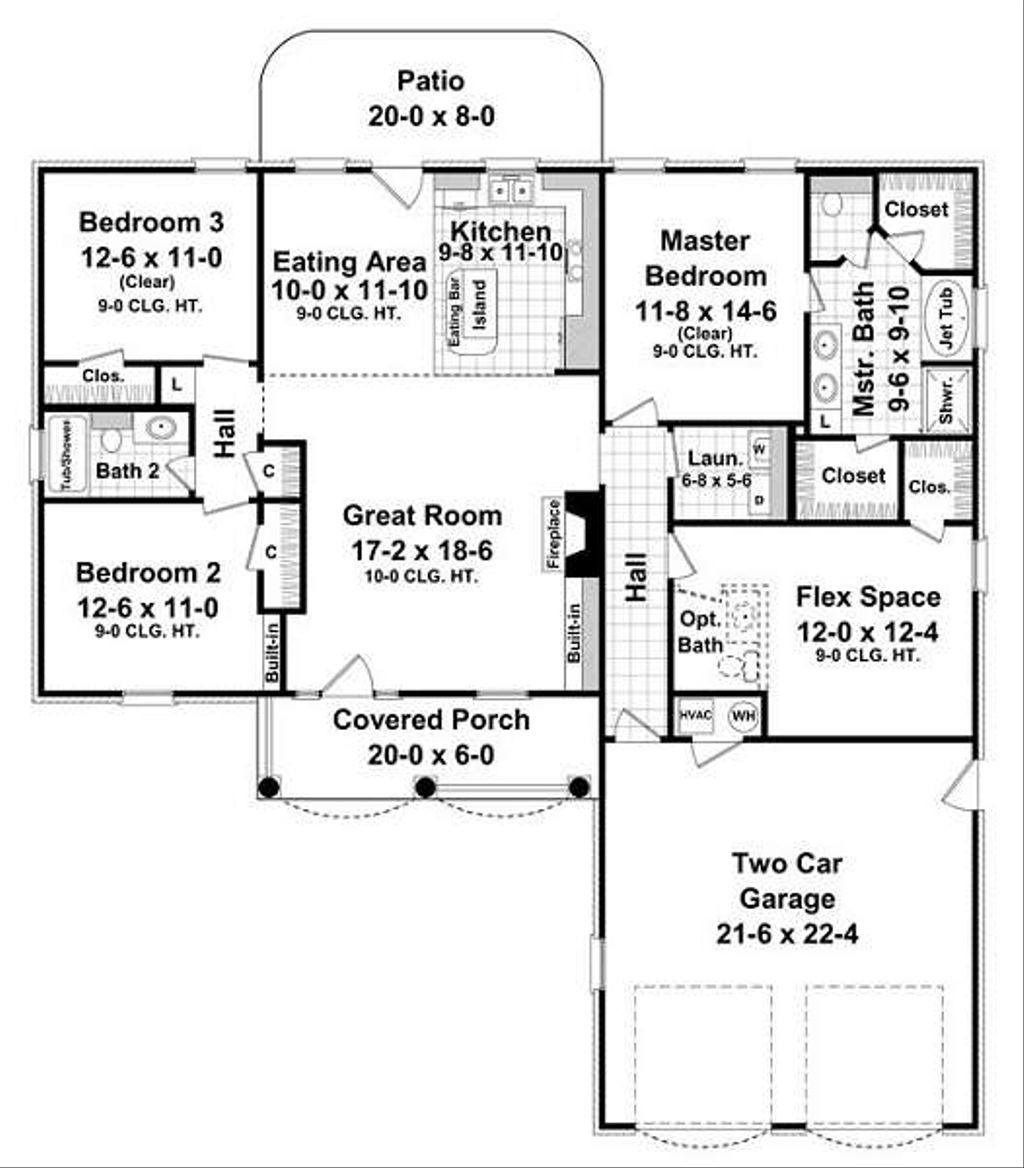 Patio
20-0 x 8-0
Bedroom 3
12-6 x 11-0
(Clear)
9-0 CLG. HT.
Eating Area
10-0 x 11-10
9-0 CLG. HT.
Kitchen
9-8 x 11-10
Eating Bar
Island
Master
Bedroom
11-8 x 14-6
(Clear)
9-0 CLG. HT.
Closet
Mstr. Bath
9-6 x 9-10
Jet Tub
Shwr.
L
Clos.
L
Hall
Tub/Shower
Bath 2
C
C
Laun.
6-8 x 5-6
W
D
Closet
Clos.
Great Room
17-2 x 18-6
10-0 CLG. HT.
Fireplace
Built-in
Hall
Bedroom 2
12-6 x 11-0
9-0 CLG. HT.
Built-in
Flex Space
12-0 x 12-4
9-0 CLG. HT.
Opt.
Bath
HVAC
WH
Covered Porch
20-0 x 6-0
Two Car
Garage
21-6 x 22-4